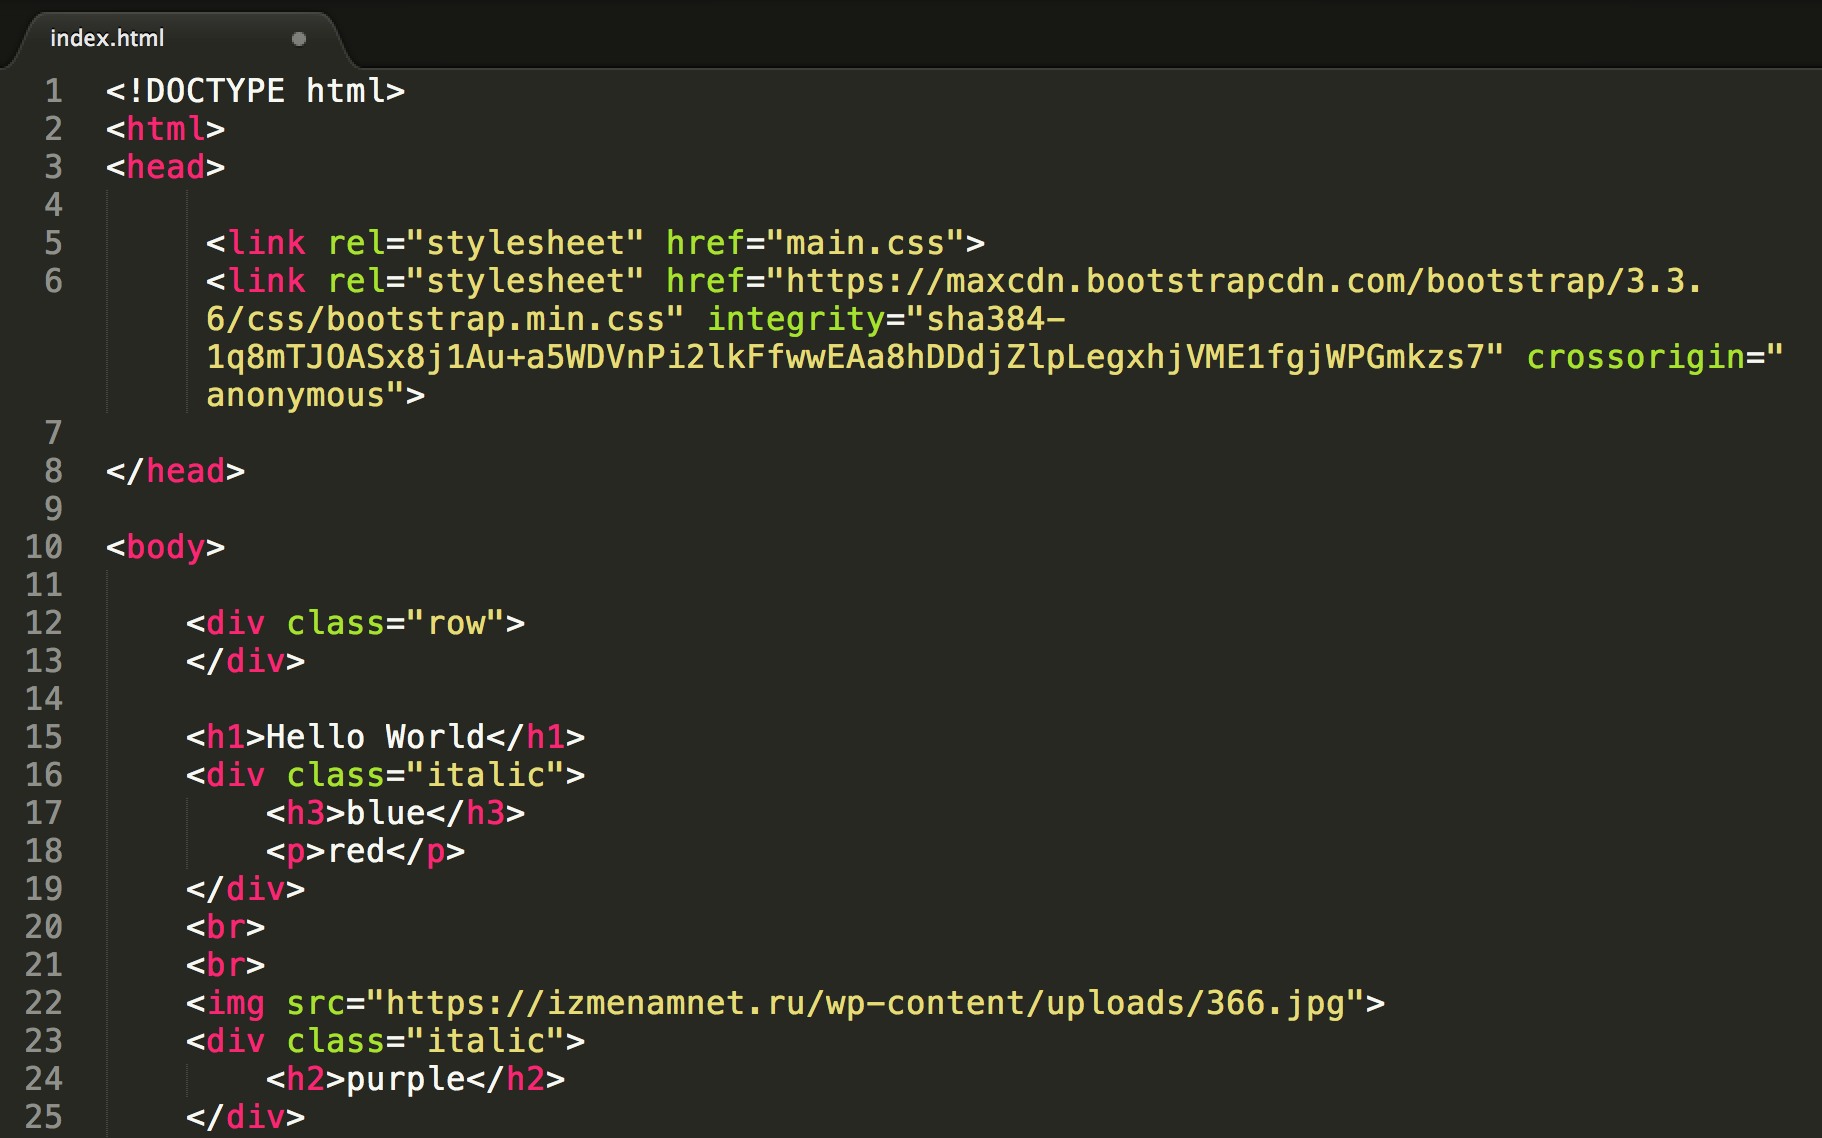 index.html
1 <!DOCTYPE html>
2 <html>
3 <head>
4
5 <link rel="stylesheet" href="main.css">
6 <link rel="stylesheet" href="https://maxcdn.bootstrapcdn.com/bootstrap/3.3.
6/css/bootstrap.min.css" integrity="sha384-
1q8mTJOASx8j1Au+a5WDVnPi2lkFfwwEAa8hDDdjZlpLegxhjVME1fgjWPGmkzs7" crossorigin="
anonymous">
7
8 </head>
9
10 <body>
11
12 <div class="row">
13 </div>
14
15 <h1>Hello World</h1>
16 <div class="italic">
17 <h3>blue</h3>
18 <p>red</p>
19 </div>
20 <br>
21 <br>
22 <img src="https://izmenamnet.ru/wp-content/uploads/366.jpg">
23 <div class="italic">
24 <h2>purple</h2>
25 </div>